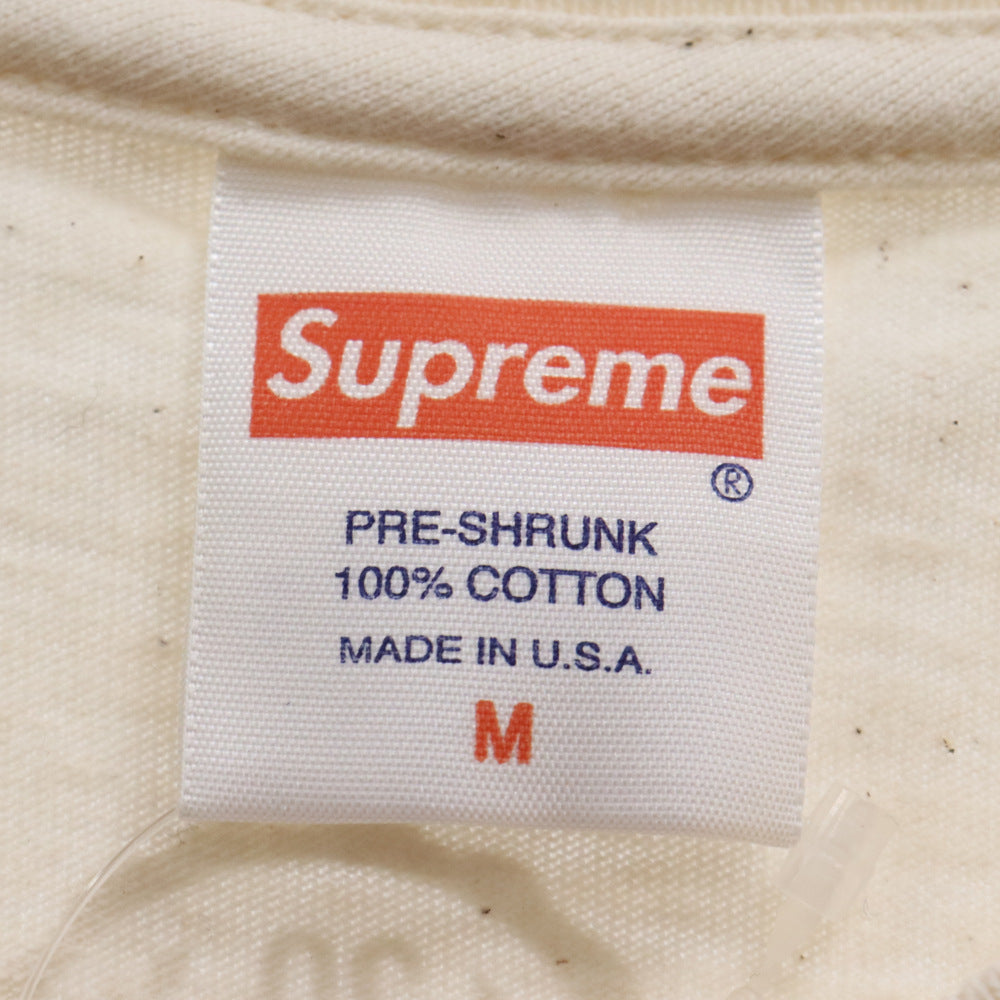 Supreme
®
PRE-SHRUNK
100% COTTON
MADE IN U.S.A.
M